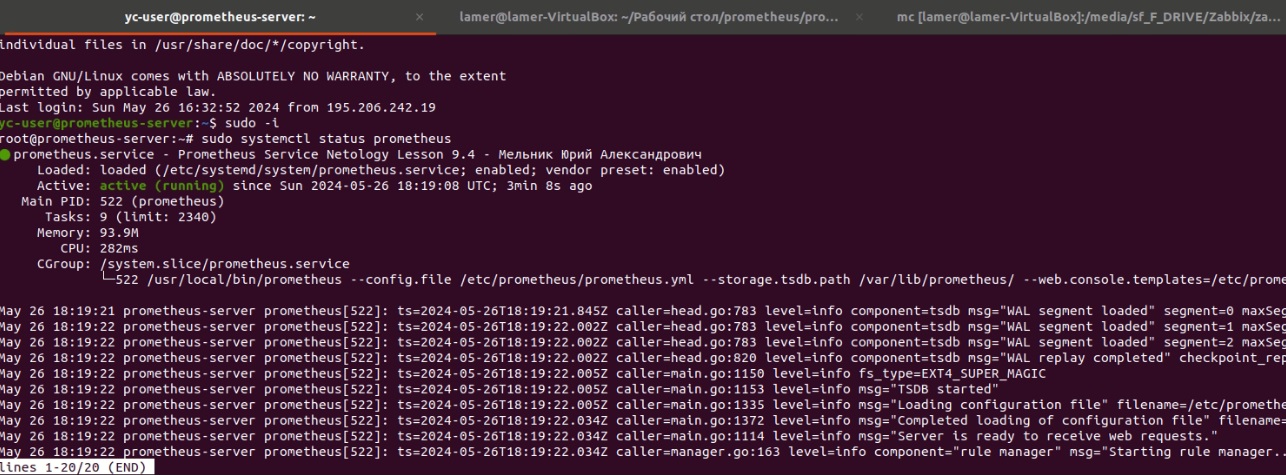 yc-user@prometheus-server: ~ × lamer@lamer-VirtualBox: ~/Рабочий стол/prometheus/pro... × mc [lamer@lamer-VirtualBox]:/media/sf_F_DRIVE/Zabbix/za...
individual files in /usr/share/doc/*/copyright.
Debian GNU/Linux comes with ABSOLUTELY NO WARRANTY, to the extent
permitted by applicable law.
Last login: Sun May 26 16:32:52 2024 from 195.206.242.19
yc-user@prometheus-server:~$ sudo -i
root@prometheus-server:~# sudo systemctl status prometheus
● prometheus.service - Prometheus Service Netology Lesson 9.4 - Мельник Юрий Александрович
Loaded: loaded (/etc/systemd/system/prometheus.service; enabled; vendor preset: enabled)
Active: active (running) since Sun 2024-05-26 18:19:08 UTC; 3min 8s ago
Main PID: 522 (prometheus)
Tasks: 9 (limit: 2340)
Memory: 93.9M
CPU: 282ms
CGroup: /system.slice/prometheus.service
└─522 /usr/local/bin/prometheus --config.file /etc/prometheus/prometheus.yml --storage.tsdb.path /var/lib/prometheus/ --web.console.templates=/etc/prome
May 26 18:19:21 prometheus-server prometheus[522]: ts=2024-05-26T18:19:21.845Z caller=head.go:783 level=info component=tsdb msg="WAL segment loaded" segment=0 maxSeg
May 26 18:19:22 prometheus-server prometheus[522]: ts=2024-05-26T18:19:22.002Z caller=head.go:783 level=info component=tsdb msg="WAL segment loaded" segment=1 maxSeg
May 26 18:19:22 prometheus-server prometheus[522]: ts=2024-05-26T18:19:22.002Z caller=head.go:783 level=info component=tsdb msg="WAL segment loaded" segment=2 maxSeg
May 26 18:19:22 prometheus-server prometheus[522]: ts=2024-05-26T18:19:22.002Z caller=head.go:820 level=info component=tsdb msg="WAL replay completed" checkpoint_rep
May 26 18:19:22 prometheus-server prometheus[522]: ts=2024-05-26T18:19:22.005Z caller=main.go:1150 level=info fs_type=EXT4_SUPER_MAGIC
May 26 18:19:22 prometheus-server prometheus[522]: ts=2024-05-26T18:19:22.005Z caller=main.go:1153 level=info msg="TSDB started"
May 26 18:19:22 prometheus-server prometheus[522]: ts=2024-05-26T18:19:22.005Z caller=main.go:1335 level=info msg="Loading configuration file" filename=/etc/promethe
May 26 18:19:22 prometheus-server prometheus[522]: ts=2024-05-26T18:19:22.034Z caller=main.go:1372 level=info msg="Completed loading of configuration file" filename=
May 26 18:19:22 prometheus-server prometheus[522]: ts=2024-05-26T18:19:22.034Z caller=main.go:1114 level=info msg="Server is ready to receive web requests."
May 26 18:19:22 prometheus-server prometheus[522]: ts=2024-05-26T18:19:22.034Z caller=manager.go:163 level=info component="rule manager" msg="Starting rule manager..
lines 1-20/20 (END)